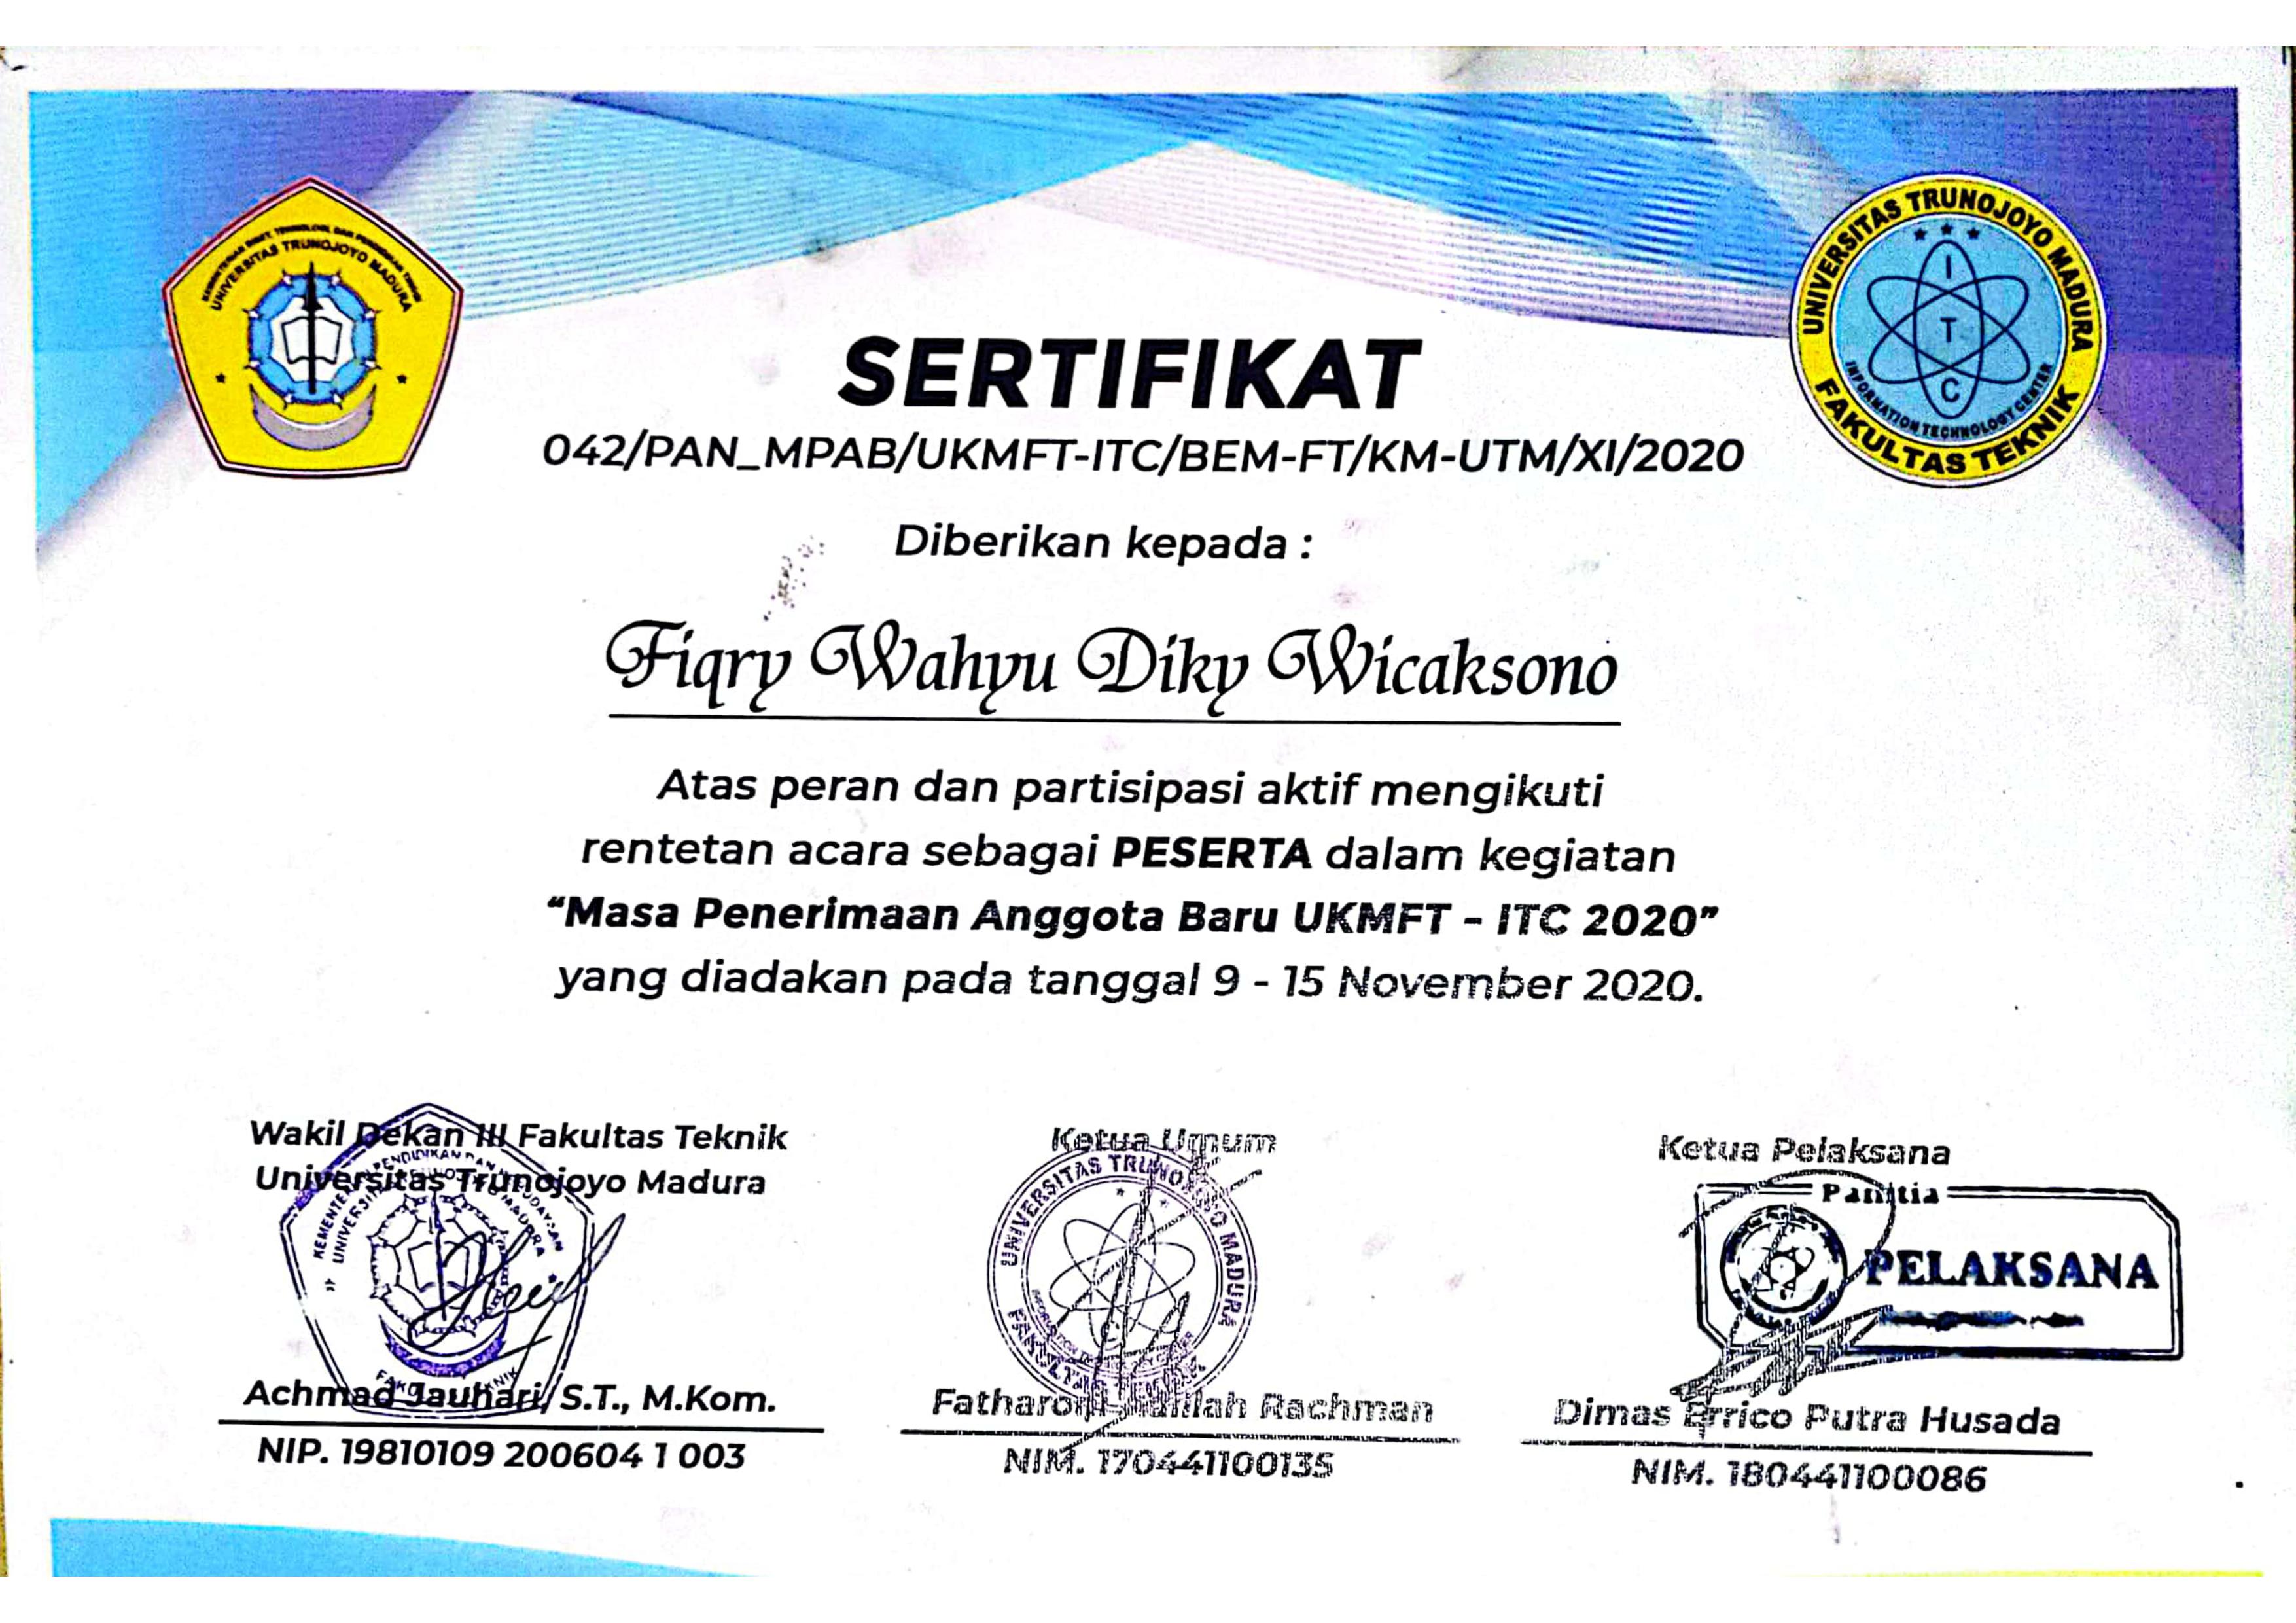 UNIVERSITAS TRUNOJOYO MADURA
UNIVERSITAS TRUNOJOYO MADURA
I
T
C
INFORMATION TECHNOLOGY CENTER
FAKULTAS TEKNIK
SERTIFIKAT
042/PAN_MPAB/UKMFT-ITC/BEM-FT/KM-UTM/XI/2020
Diberikan kepada :
Fiqry Wahyu Diky Wicaksono
Atas peran dan partisipasi aktif mengikuti
rentetan acara sebagai PESERTA dalam kegiatan
“Masa Penerimaan Anggota Baru UKMFT - ITC 2020”
yang diadakan pada tanggal 9 - 15 November 2020.
Wakil Dekan III Fakultas Teknik
Universitas Trunojoyo Madura
Achmad Jauhari, S.T., M.Kom.
NIP. 19810109 200604 1 003
Ketua Umum
UNIVERSITAS TRUNOJOYO MADURA
FAKULTAS TEKNIK
Rachman
NIM. 170441100135
Ketua Pelaksana
Panitia
PELAKSANA
Dimas Errico Putra Husada
NIM. 180441100086